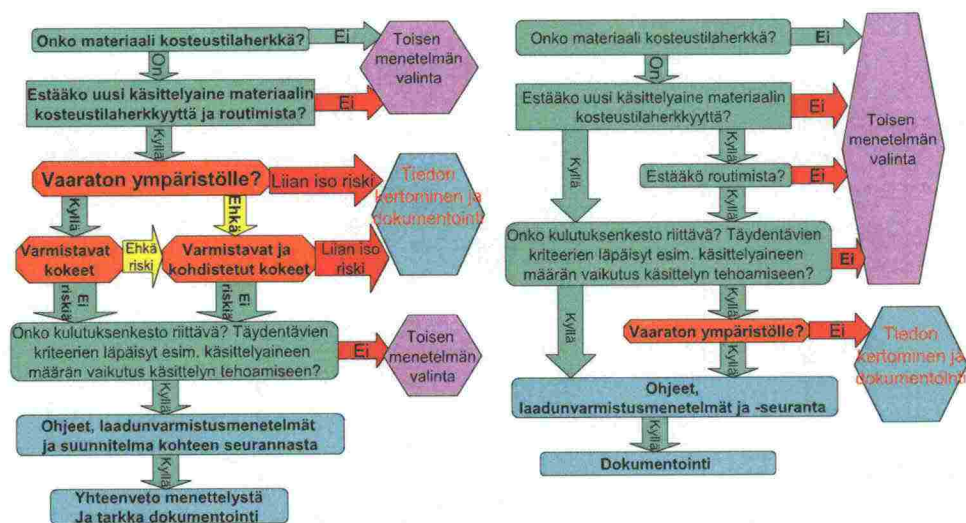 Onko materiaali kosteustilaherkkä?
Ei
Toisen
menetelmän
valinta
On
Estääko uusi käsittelyaine materiaalin
kosteustilaherkkyyttä ja routimista?
Ei
Kyllä
Vaaraton ympäristölle?
Liian iso riski
Tiedon
kertominen ja
dokumentointi
Kyllä
Ehkä
Varmistavat
kokeet
Ehkä
riski
Varmistavat ja
kohdistetut kokeet
Liian iso
riski
Ei
riskiä
Ei
riskiä
Onko kulutuksenkesto riittävä? Täydentävien
kriteerien läpäisyt esim. käsittelyaineen
määrän vaikutus käsittelyn tehoamiseen?
Ei
Toisen
menetelmän
valinta
Kyllä
Ohjeet, laadunvarmistusmenetelmät
ja suunnitelma kohteen seurannasta
Kyllä
Yhteenveto menettelystä
Ja tarkka dokumentointi
Onko materiaali kosteustilaherkkä?
Ei
On
Estääkö uusi käsittelyaine materiaalin
kosteustilaherkkyyttä?
Ei
Toisen
menetelmän
valinta
Kyllä
Kyllä
Estääkö routimista?
Ei
Kyllä
Onko kulutuksenkesto riittävä? Täydentävien
kriteerien läpäisyt esim. käsittelyaineen
määrän vaikutus käsittelyn tehoamiseen?
Ei
Kyllä
Kyllä
Vaaraton ympäristölle?
Ei
Tiedon
kertominen ja
dokumentointi
Kyllä
Ohjeet,
laadunvarmistusmenetelmät ja -seuranta
Kyllä
Dokumentointi